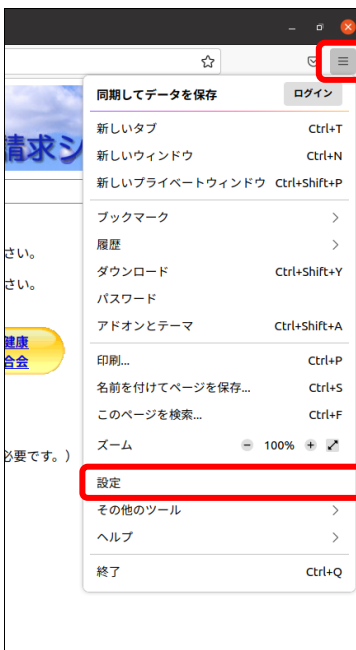 請求シ
さい。
さい。
健康
合会
必要です。)
同期してデータを保存 ログイン
新しいタブ Ctrl+T
新しいウィンドウ Ctrl+N
新しいプライベートウィンドウ Ctrl+Shift+P
ブックマーク
履歴
ダウンロード Ctrl+Shift+Y
パスワード
アドオンとテーマ Ctrl+Shift+A
印刷... Ctrl+P
名前を付けてページを保存... Ctrl+S
このページを検索... Ctrl+F
ズーム − 100% +
設定
その他のツール
ヘルプ
終了 Ctrl+Q